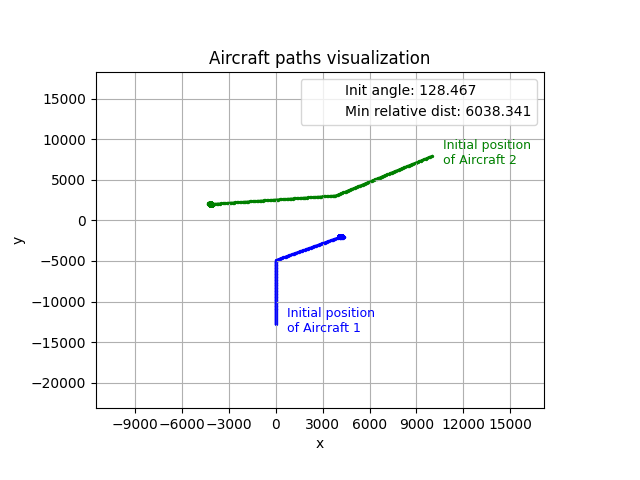 Aircraft paths visualization
Init angle: 128.467
Min relative dist: 6038.341
Initial position
of Aircraft 2
Initial position
of Aircraft 1
15000
10000
5000
0
−5000
−10000
−15000
−20000
y
−9000 −6000 −3000 0 3000 6000 9000 12000 15000
x